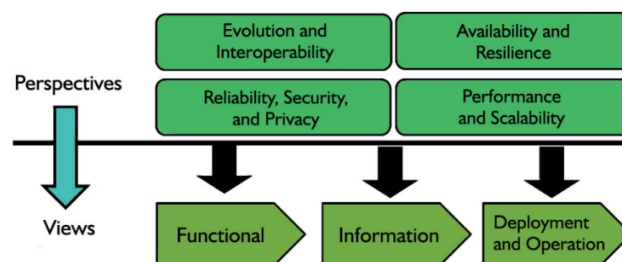 Evolution and
Interoperability
Availability and
Resilience
Perspectives
Reliability, Security,
and Privacy
Performance
and Scalability
Views
Functional
Information
Deployment
and Operation